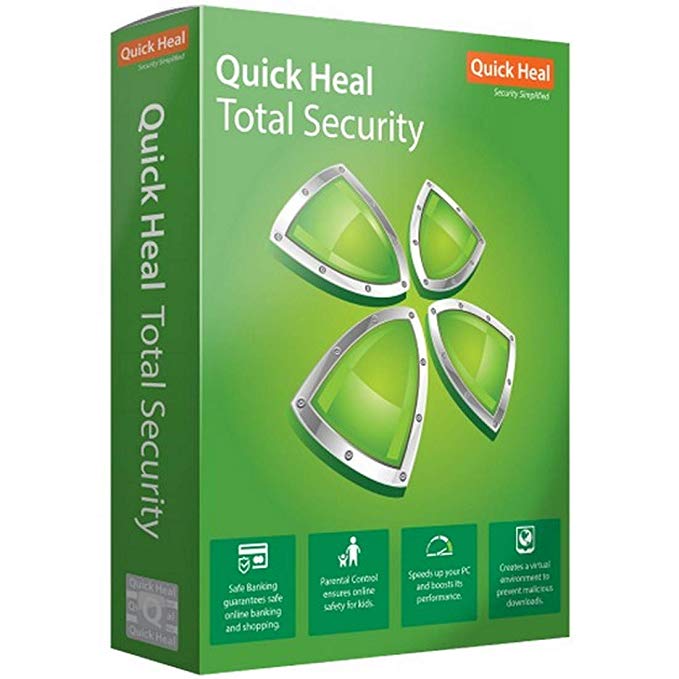 Quick Heal
Security Simplified
Quick Heal Total Security
Quick Heal
Quick Heal
Q
Quick Heal
Quick Heal
Total Security
Quick Heal
Security Simplified
Safe Banking
guarantees safe
online banking
and shopping.
Parental Control
ensures online
safety for kids.
Speeds up your PC
and boosts its
performance.
Creates a virtual
environment to
prevent malicious
downloads.